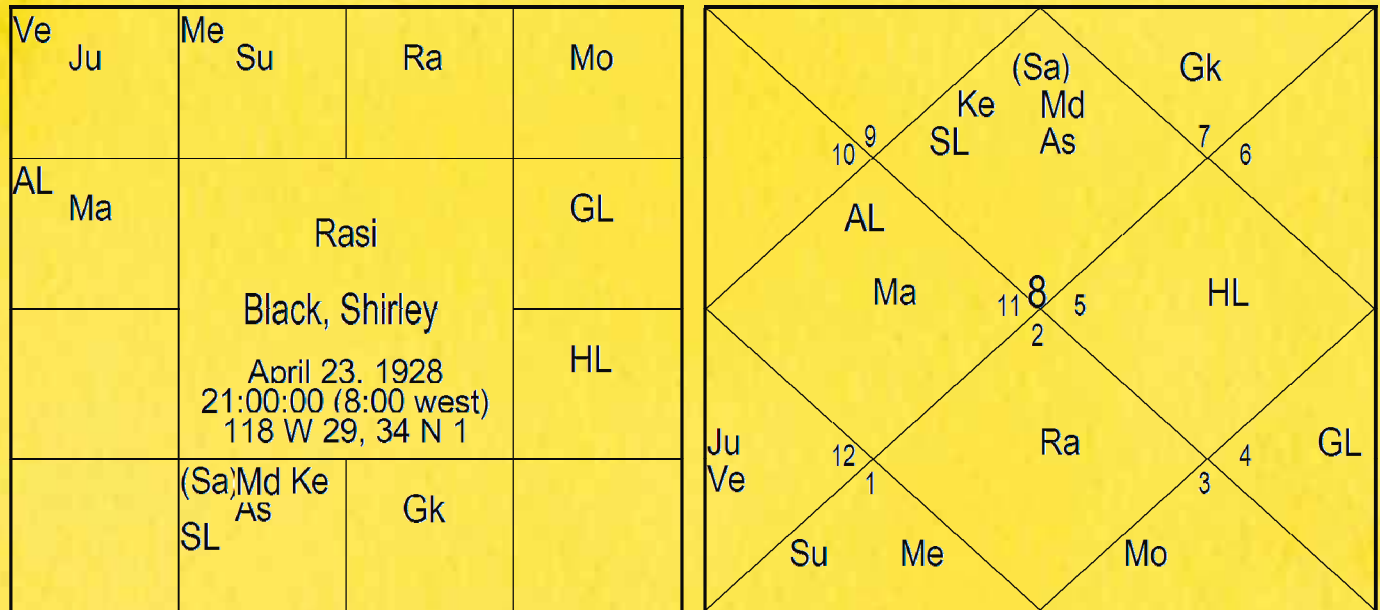 Ve
Ju
Me
Su
Ra
Mo
AL
Ma
Rasi
GL
Black, Shirley
April 23, 1928
21:00:00 (8:00 west)
118 W 29, 34 N 1
HL
(Sa) Md Ke
As
SL
Gk
(Sa)
Gk
Ke Md
SL As
9
10
7
6
AL
Ma
11 8 5
2
HL
Ju
Ve
12
1
Ra
3
4
GL
Su Me
Mo